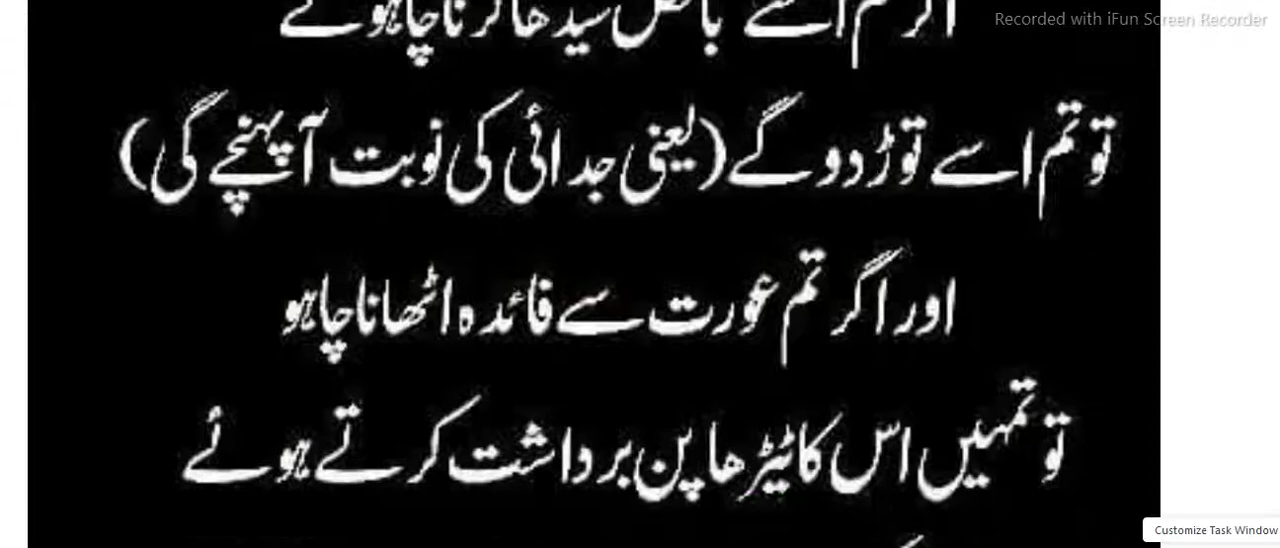 اگر تم اسے بالکل سیدھا کرنا چاہو گے
Recorded with iFun Screen Recorder
تو تم اسے توڑ دو گے (یعنی جدائی کی نوبت آ پہنچے گی)
اور اگر تم عورت سے فائدہ اٹھانا چاہو
تو تمہیں اس کا ٹیڑھا پن برداشت کرتے ہوئے
Customize Task Window